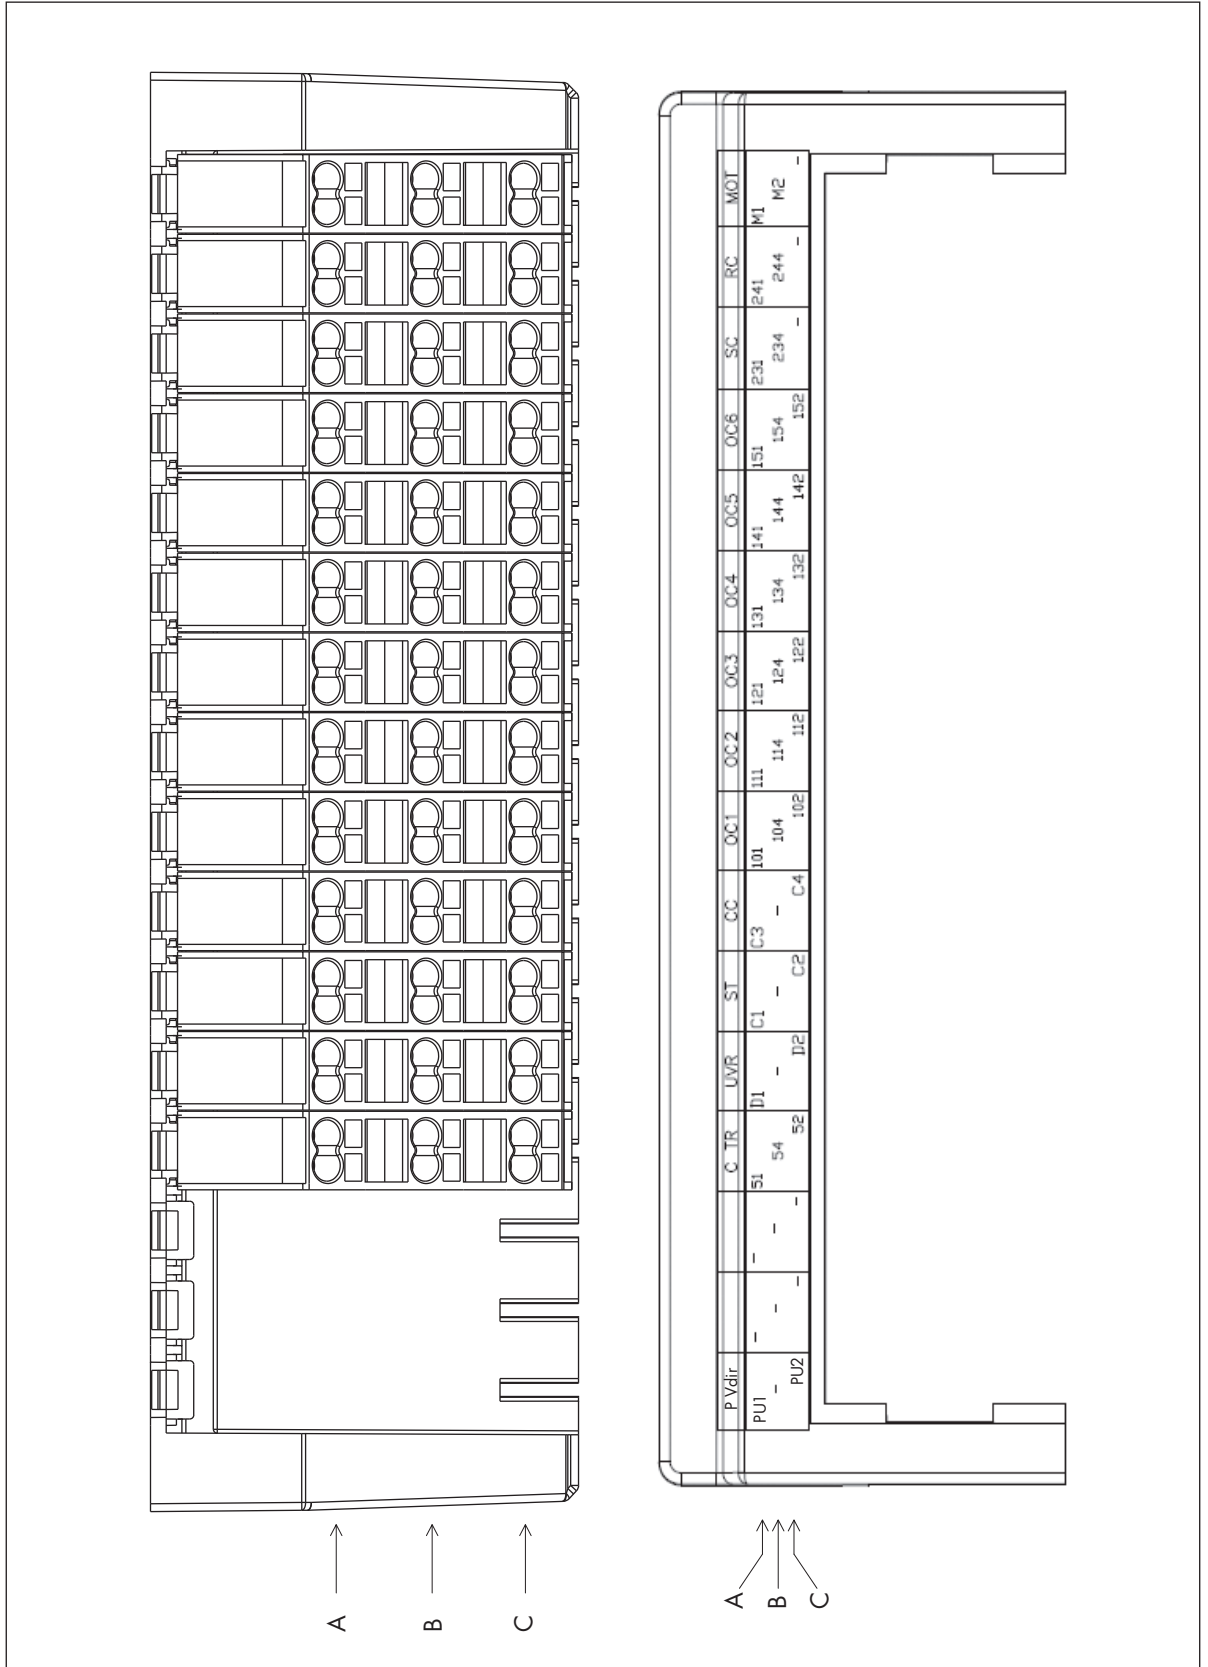 A
B
C
P Vdir C TR UVR ST CC OC1 OC2 OC3 OC4 OC5 OC6 SC RC MOT
A PU1 - - 51 D1 C1 C3 101 111 121 131 141 151 231 241 M1
B - - - 54 - - - 104 114 124 134 144 154 234 244 M2
C PU2 - - 52 D2 C2 C4 102 112 122 132 142 152 - - -